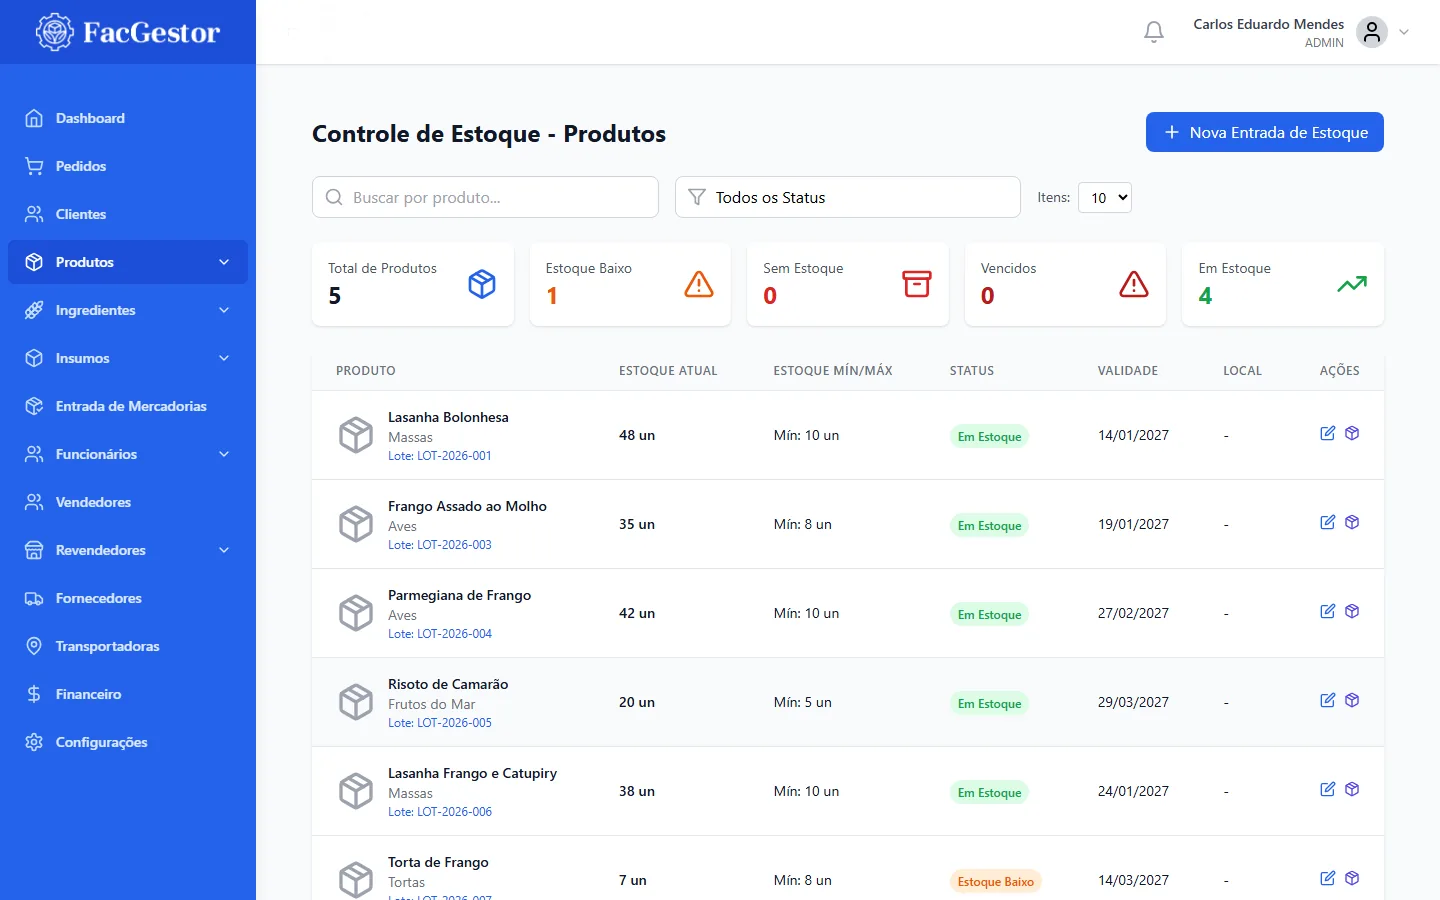 FacGestor
Carlos Eduardo Mendes
ADMIN
Dashboard
Pedidos
Clientes
Produtos
Ingredientes
Insumos
Entrada de Mercadorias
Funcionários
Vendedores
Revendedores
Fornecedores
Transportadoras
Financeiro
Configurações
Controle de Estoque - Produtos
Nova Entrada de Estoque
Buscar por produto...
Todos os Status
Itens: 10
Total de Produtos
5
Estoque Baixo
1
Sem Estoque
0
Vencidos
0
Em Estoque
4
PRODUTO ESTOQUE ATUAL ESTOQUE MÍN/MÁX STATUS VALIDADE LOCAL AÇÕES
Lasanha Bolonhesa
Massas
Lote: LOT-2026-001
48 un Mín: 10 un Em Estoque 14/01/2027 -
Frango Assado ao Molho
Aves
Lote: LOT-2026-003
35 un Mín: 8 un Em Estoque 19/01/2027 -
Parmegiana de Frango
Aves
Lote: LOT-2026-004
42 un Mín: 10 un Em Estoque 27/02/2027 -
Risoto de Camarão
Frutos do Mar
Lote: LOT-2026-005
20 un Mín: 5 un Em Estoque 29/03/2027 -
Lasanha Frango e Catupiry
Massas
Lote: LOT-2026-006
38 un Mín: 10 un Em Estoque 24/01/2027 -
Torta de Frango
Tortas
Lote: LOT-2026-007
7 un Mín: 8 un Estoque Baixo 14/03/2027 -